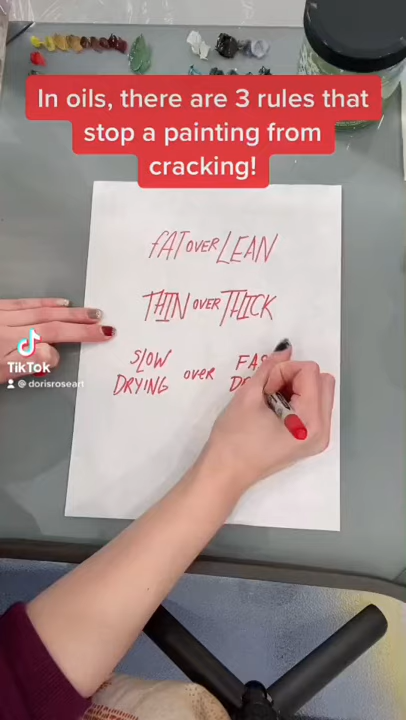 In oils, there are 3 rules that
stop a painting from
cracking!
fAT OVER LEAN
THIN OVER THICK
SLOW
DRYING over
TikTok
@dorisroseart